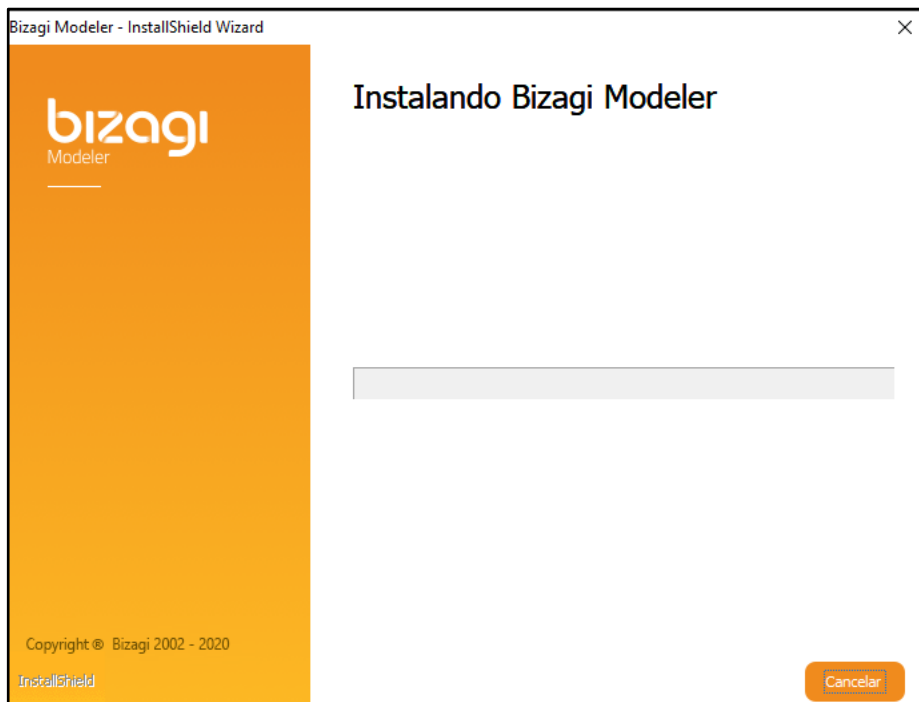 Bizagi Modeler - InstallShield Wizard
bizagi
Modeler
Instalando Bizagi Modeler
Copyright ® Bizagi 2002 - 2020
InstallShield
Cancelar